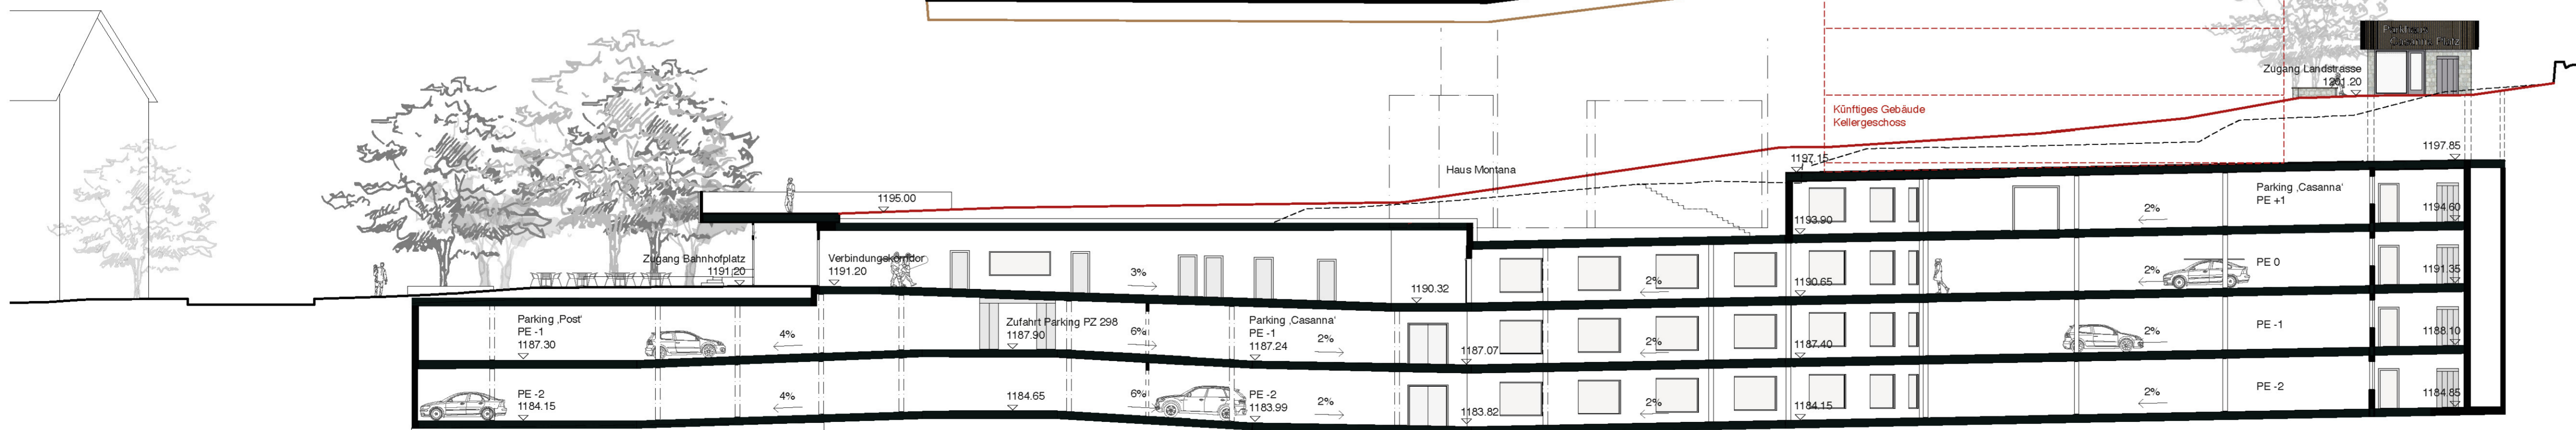 Parkhaus
Casanna Platz
Zugang Landstrasse
1201.20
Künftiges Gebäude
Kellergeschoss
1197.15
1197.85
Haus Montana
1195.00
1193.90
2%
Parking ‚Casanna‘
PE +1
1194.60
Zugang Bahnhofplatz
1191.20
Verbindungskorridor
1191.20
3%
1190.32
2%
1190.65
2%
PE 0
1191.35
Parking ‚Post‘
PE -1
1187.30
4%
Zufahrt Parking PZ 298
1187.90
6%
Parking ‚Casanna‘
PE -1
1187.24
2%
1187.07
2%
1187.40
2%
PE -1
1188.10
PE -2
1184.15
4%
1184.65
6%
PE -2
1183.99
2%
1183.82
2%
1184.15
2%
PE -2
1184.85